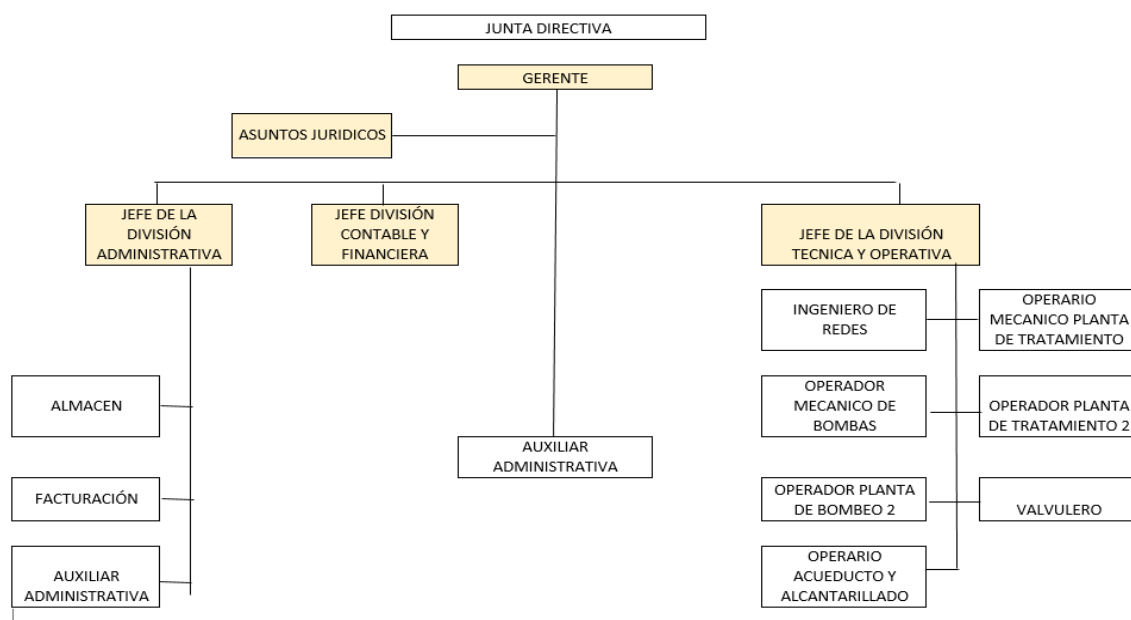 JUNTA DIRECTIVA
GERENTE
ASUNTOS JURIDICOS
JEFE DE LA
DIVISIÓN
ADMINISTRATIVA
JEFE DIVISIÓN
CONTABLE Y
FINANCIERA
JEFE DE LA DIVISIÓN
TECNICA Y OPERATIVA
INGENIERO DE
REDES
OPERARIO
MECANICO PLANTA
DE TRATAMIENTO
ALMACEN
OPERADOR
MECANICO DE
BOMBAS
OPERADOR PLANTA
DE TRATAMIENTO 2
AUXILIAR
ADMINISTRATIVA
FACTURACIÓN
OPERADOR PLANTA
DE BOMBEO 2
VALVULERO
AUXILIAR
ADMINISTRATIVA
OPERARIO
ACUEDUCTO Y
ALCANTARILLADO